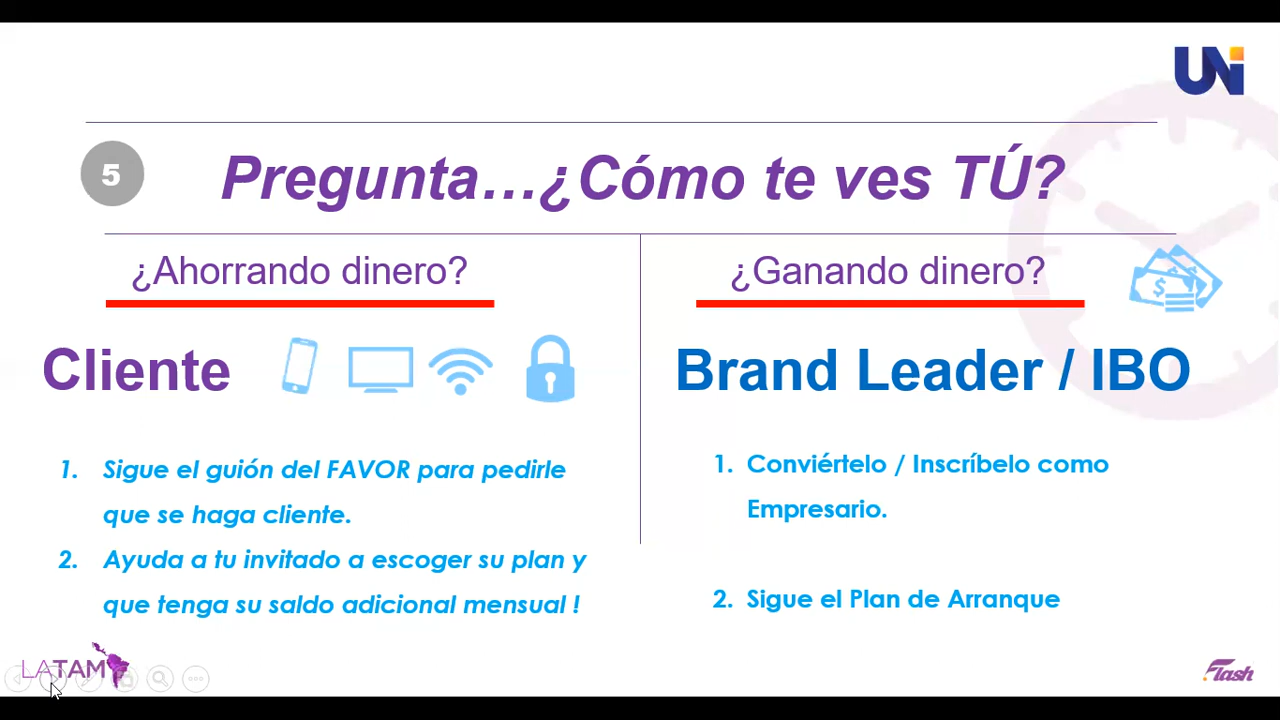 UNi
5
Pregunta...¿Cómo te ves TÚ?
¿Ahorrando dinero?
Cliente
1. Sigue el guión del FAVOR para pedirle
que se haga cliente.
2. Ayuda a tu invitado a escoger su plan y
que tenga su saldo adicional mensual !
¿Ganando dinero?
$
Brand Leader / IBO
1. Conviértelo / Inscríbelo como
Empresario.
2. Sigue el Plan de Arranque
LATAM
Flash